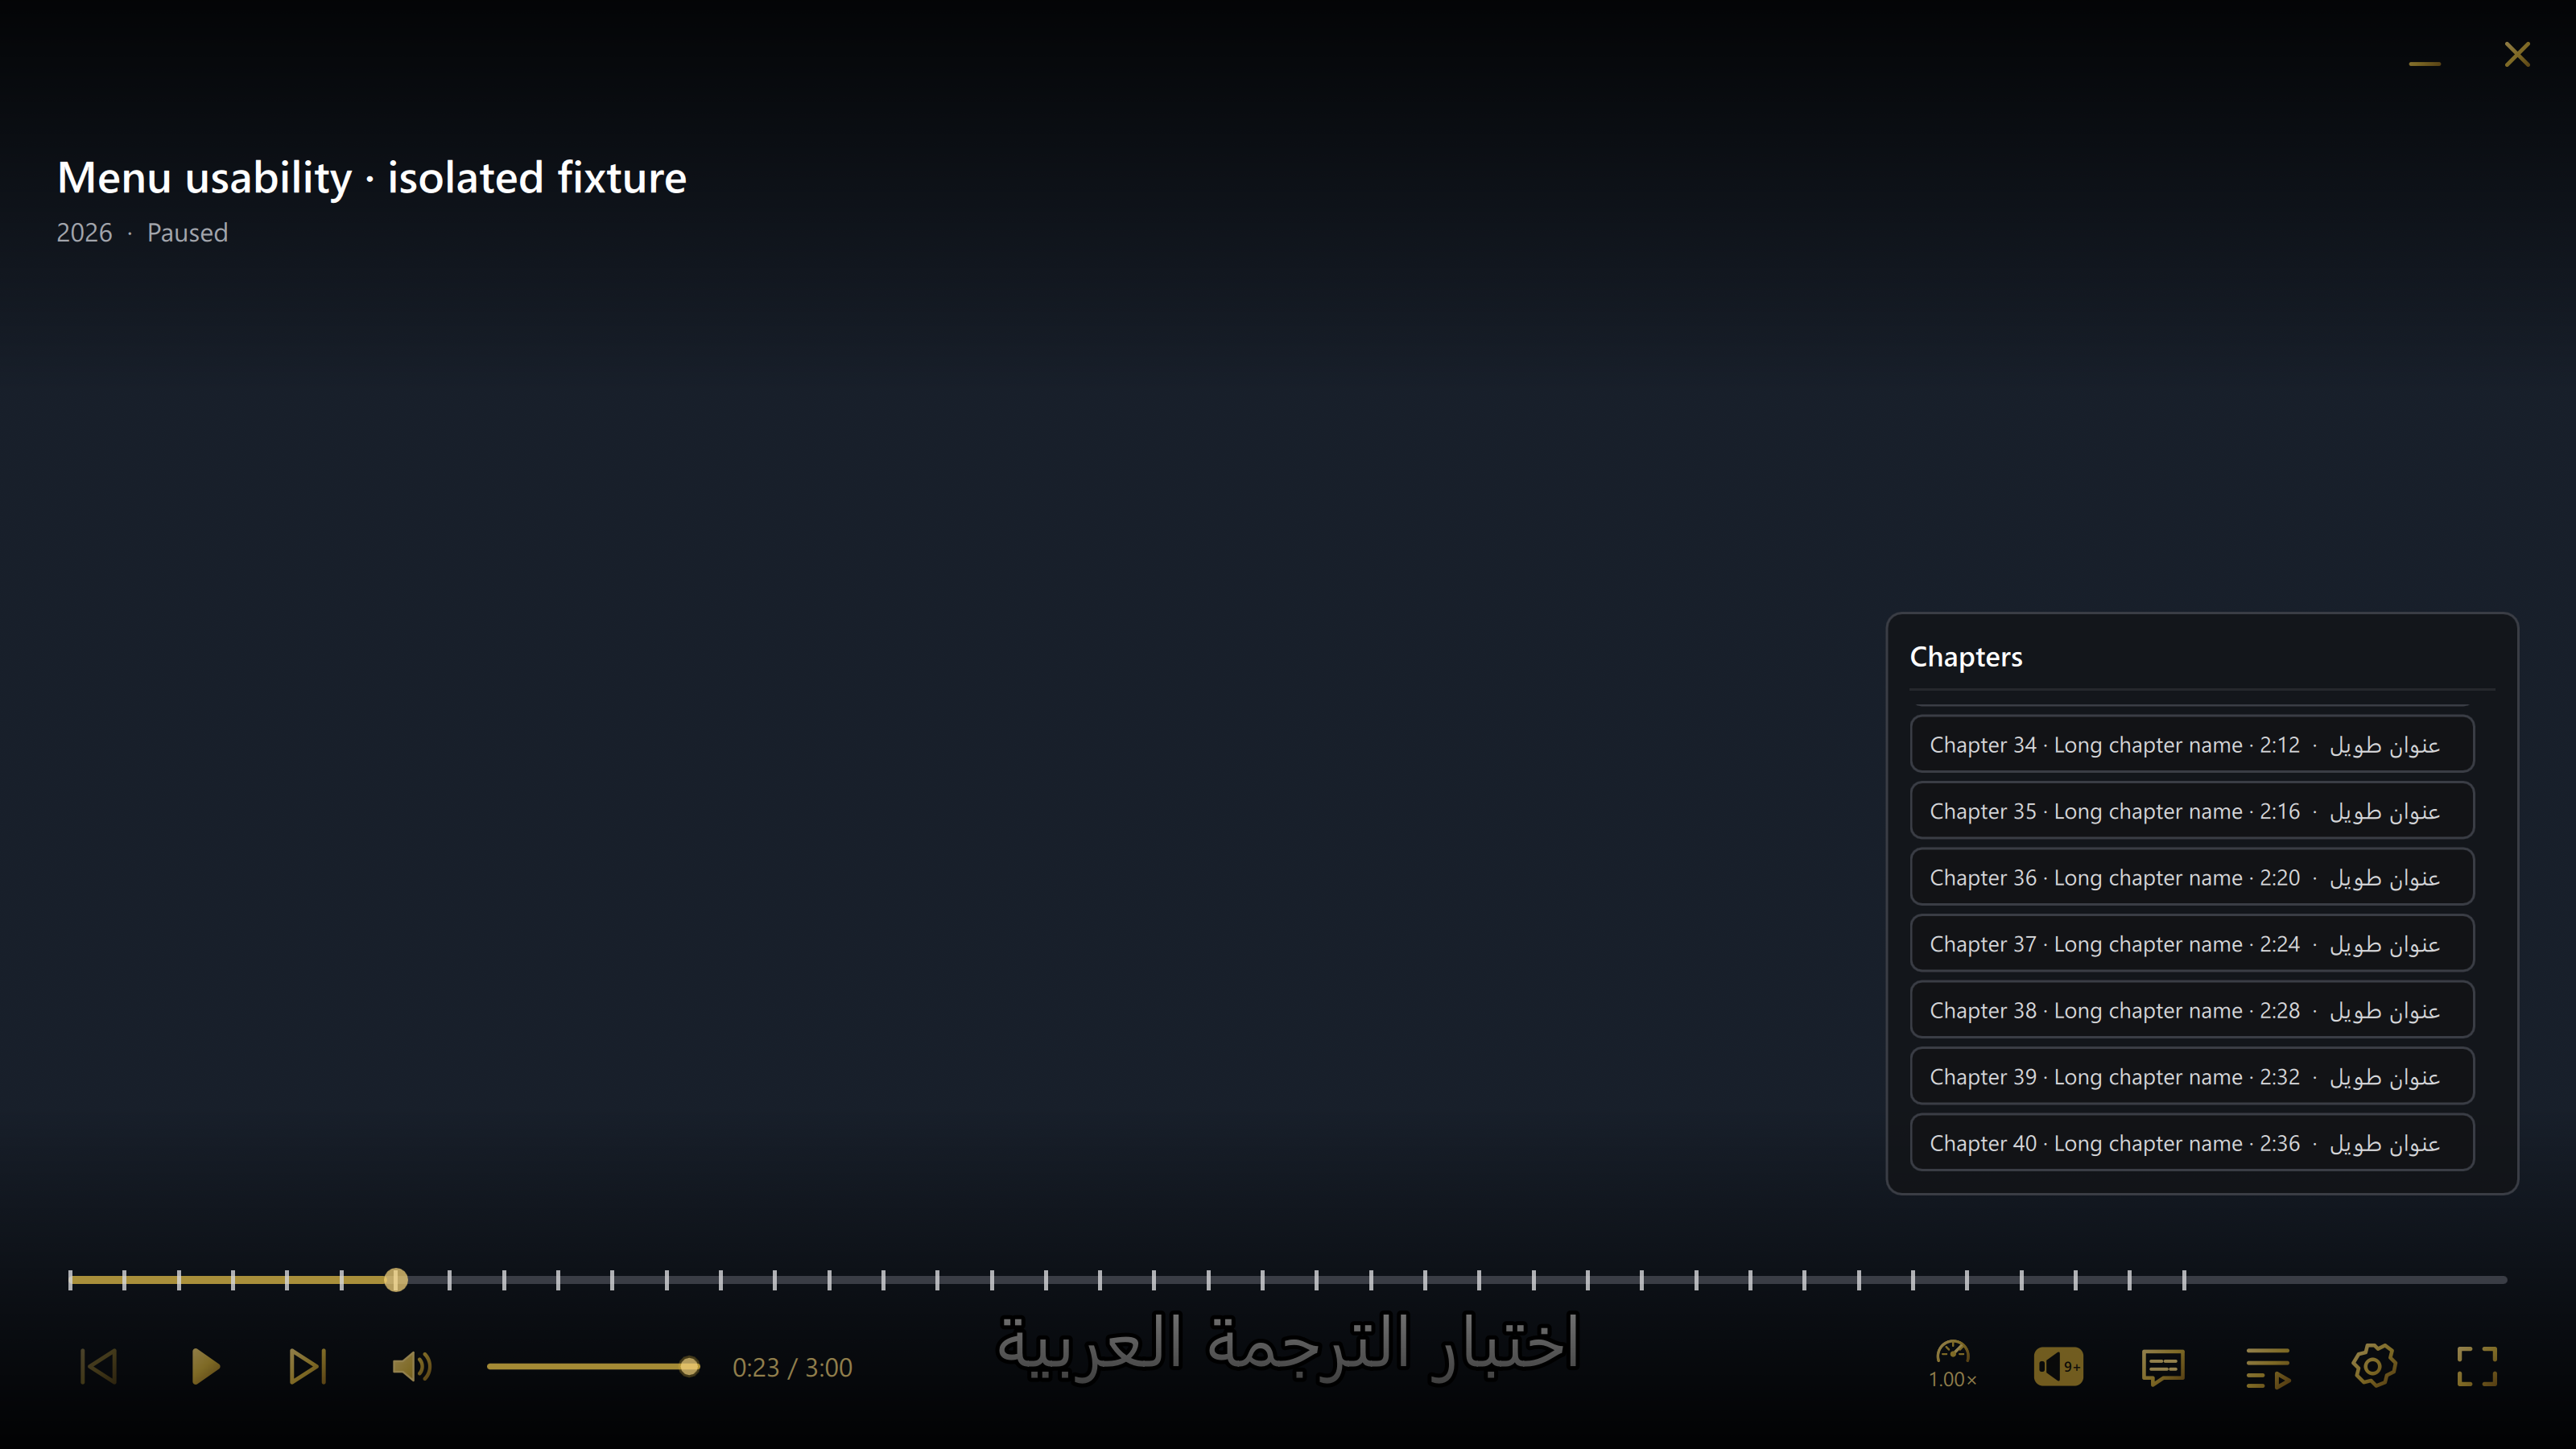 Menu usability · isolated fixture
2026 · Paused
Chapters
Chapter 34 · Long chapter name · 2:12 · عنوان طويل
Chapter 35 · Long chapter name · 2:16 · عنوان طويل
Chapter 36 · Long chapter name · 2:20 · عنوان طويل
Chapter 37 · Long chapter name · 2:24 · عنوان طويل
Chapter 38 · Long chapter name · 2:28 · عنوان طويل
Chapter 39 · Long chapter name · 2:32 · عنوان طويل
Chapter 40 · Long chapter name · 2:36 · عنوان طويل
اختبار الترجمة العربية
0:23 / 3:00
1.00×
9+